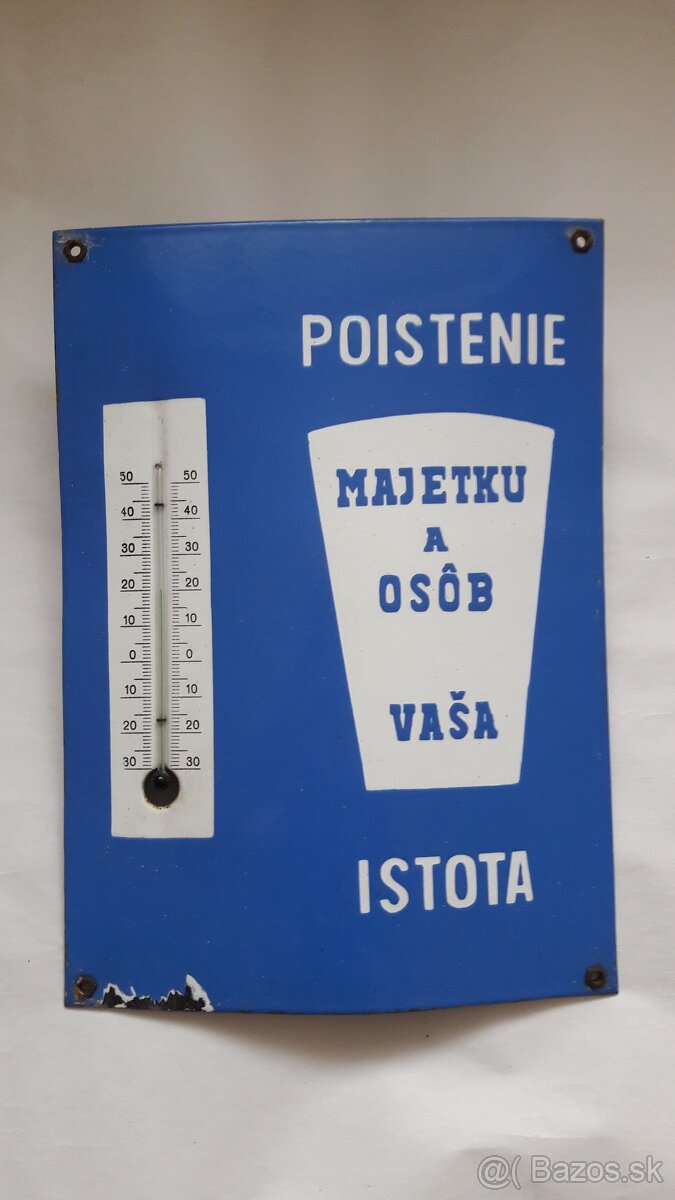 POISTENIE
MAJETKU
A
OSÔB
VAŠA
ISTOTA
50 50
40 40
30 30
20 20
10 10
0 0
10 10
20 20
30 30
@( Bazos.sk